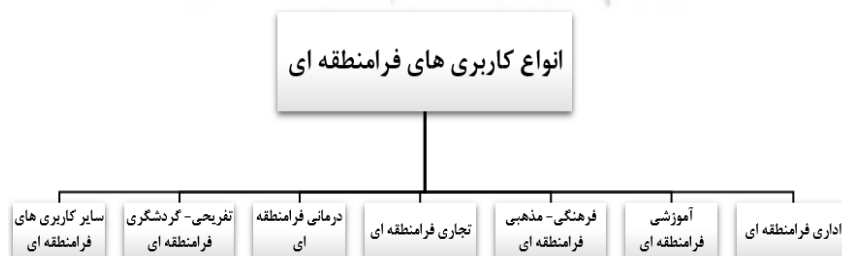 انواع کاربری های فرامنطقه ای
اداری فرامنطقه ای
آموزشی
فرامنطقه ای
فرهنگی- مذهبی
فرامنطقه ای
تجاری فرامنطقه ای
درمانی فرامنطقه
ای
تفریحی- گردشگری
فرامنطقه ای
سایر کاربری های
فرامنطقه ای